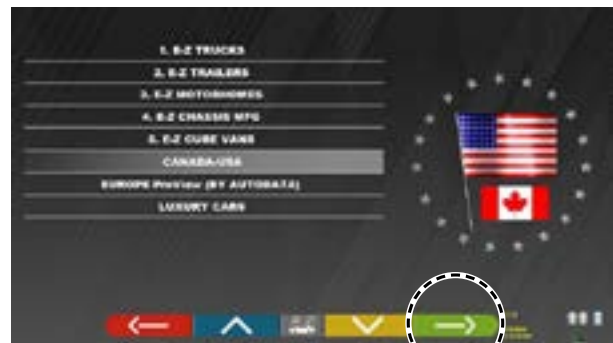 1. E-Z TRUCKS
2. E-Z TRAILERS
3. E-Z MOTORHOMES
4. E-Z CHASSIS MFG
5. E-Z CUBE VANS
CANADA-USA
EUROPE PreView (BY AUTODATA)
LUXURY CARS